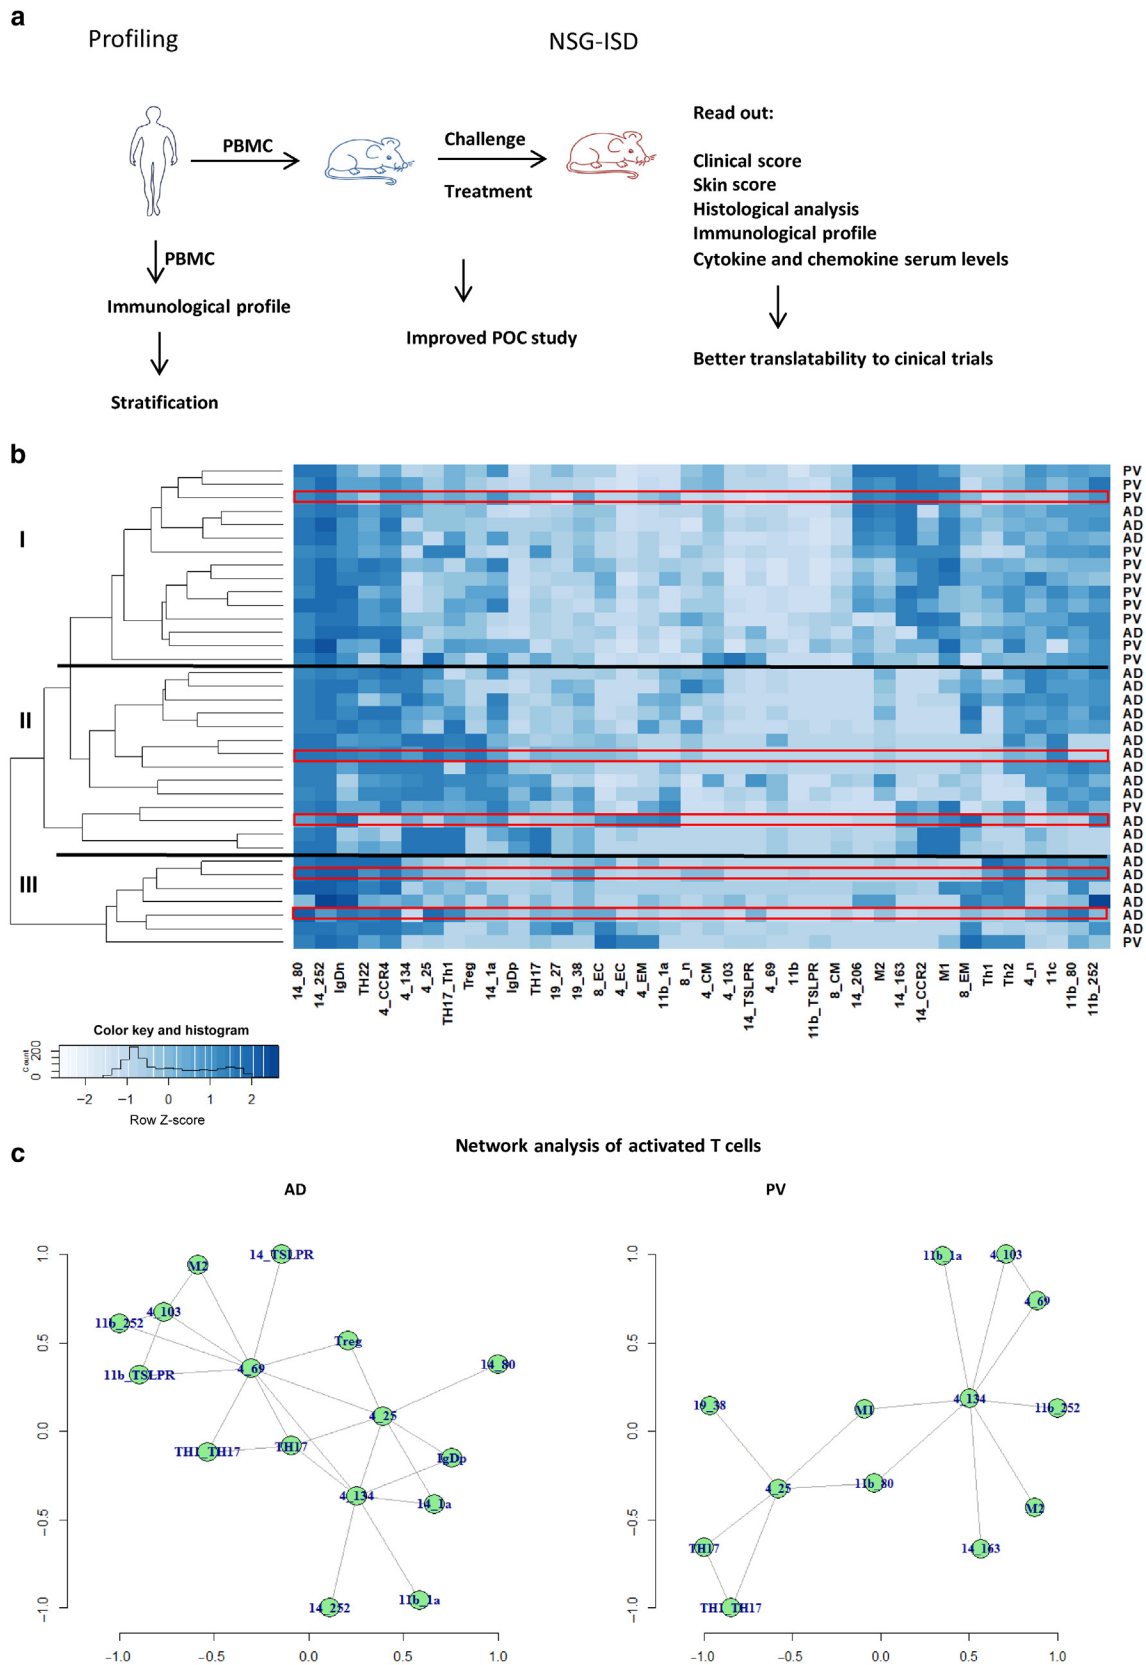 a
Profiling
NSG-ISD
PBMC
Challenge
Treatment
PBMC
Immunological profile
Stratification
Improved POC study
Read out:
Clinical score
Skin score
Histological analysis
Immunological profile
Cytokine and chemokine serum levels
Better translatability to cinical trials
b
I
II
III
PV
PV
PV
AD
AD
AD
PV
PV
PV
PV
PV
PV
AD
PV
PV
AD
AD
AD
AD
AD
AD
AD
AD
AD
AD
PV
AD
AD
AD
AD
AD
AD
AD
AD
AD
PV
14_80
14_252
IgDn
TH22
4_CCR4
4_134
4_25
TH17_Th1
Treg
14_1a
IgDp
TH17
19_27
19_38
8_EC
4_EC
4_EM
11b_1a
8_n
4_CM
4_103
14_TSLPR
4_69
11b
11b_TSLPR
8_CM
14_206
M2
14_163
14_CCR2
M1
8_EM
Th1
Th2
4_n
11c
11b_80
11b_252
Color key and histogram
Count
0 200
−2 −1 0 1 2
Row Z-score
c
Network analysis of activated T cells
AD
1.0
0.5
0.0
−0.5
−1.0
14_TSLPR
M2
4_103
11b_252
11b_TSLPR
4_69
Treg
14_80
4_25
TH1_TH17
TH17
IgDp
4_134
14_1a
11b_1a
14_252
−1.0 −0.5 0.0 0.5 1.0
PV
1.0
0.5
0.0
−0.5
−1.0
11b_1a
4_103
4_69
4_134
19_38
M1
11b_252
4_25
11b_80
M2
TH17
14_163
TH1_TH17
−1.0 −0.5 0.0 0.5 1.0